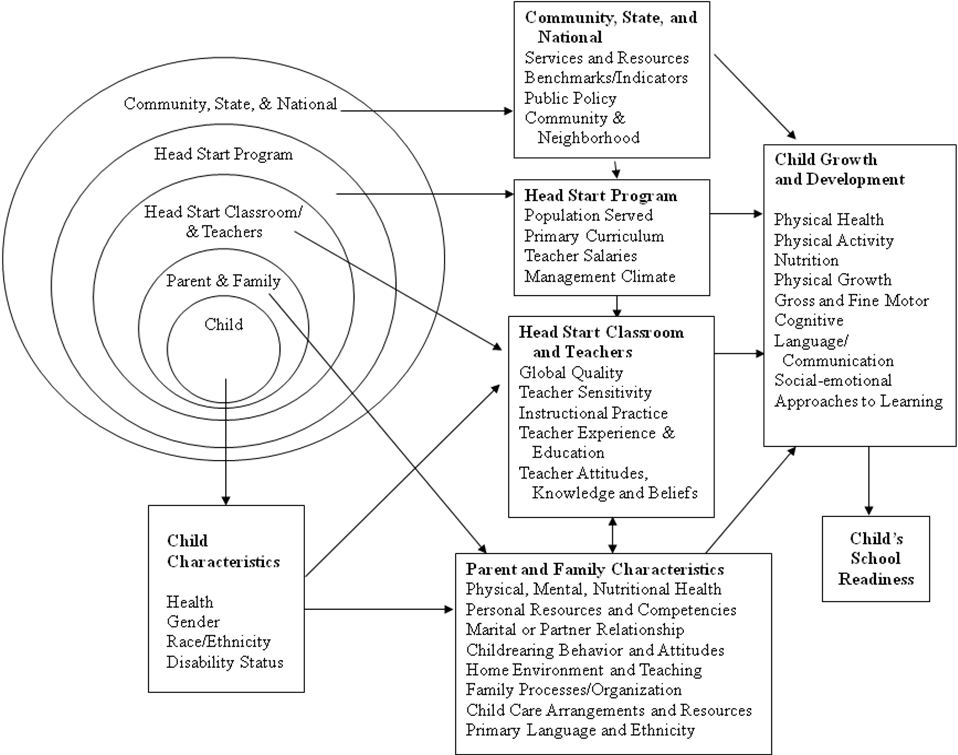 Community, State, & National
Head Start Program
Head Start Classroom/
& Teachers
Parent & Family
Child
Community, State, and
National
Services and Resources
Benchmarks/Indicators
Public Policy
Community &
Neighborhood
Head Start Program
Population Served
Primary Curriculum
Teacher Salaries
Management Climate
Head Start Classroom
and Teachers
Global Quality
Teacher Sensitivity
Instructional Practice
Teacher Experience &
Education
Teacher Attitudes,
Knowledge and Beliefs
Child Growth
and Development
Physical Health
Physical Activity
Nutrition
Physical Growth
Gross and Fine Motor
Cognitive
Language/
Communication
Social-emotional
Approaches to Learning
Child
Characteristics
Health
Gender
Race/Ethnicity
Disability Status
Parent and Family Characteristics
Physical, Mental, Nutritional Health
Personal Resources and Competencies
Marital or Partner Relationship
Childrearing Behavior and Attitudes
Home Environment and Teaching
Family Processes/Organization
Child Care Arrangements and Resources
Primary Language and Ethnicity
Child's
School
Readiness